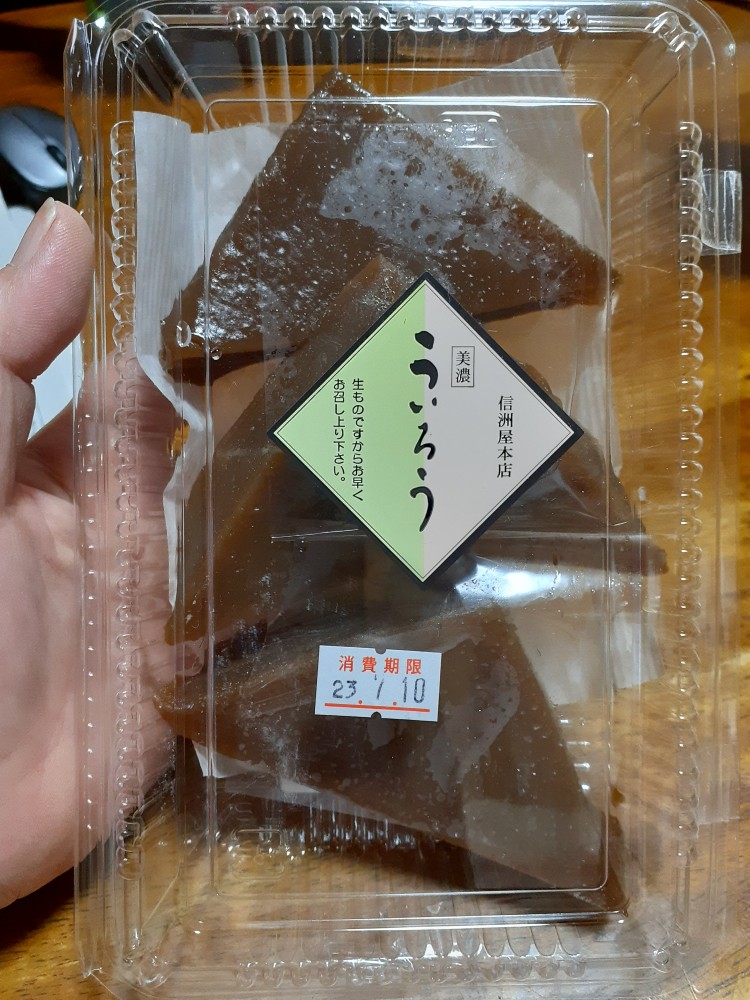 信洲屋本店
美濃
ういろう
生ものですからお早く
お召し上り下さい。
消費期限
23.7.10